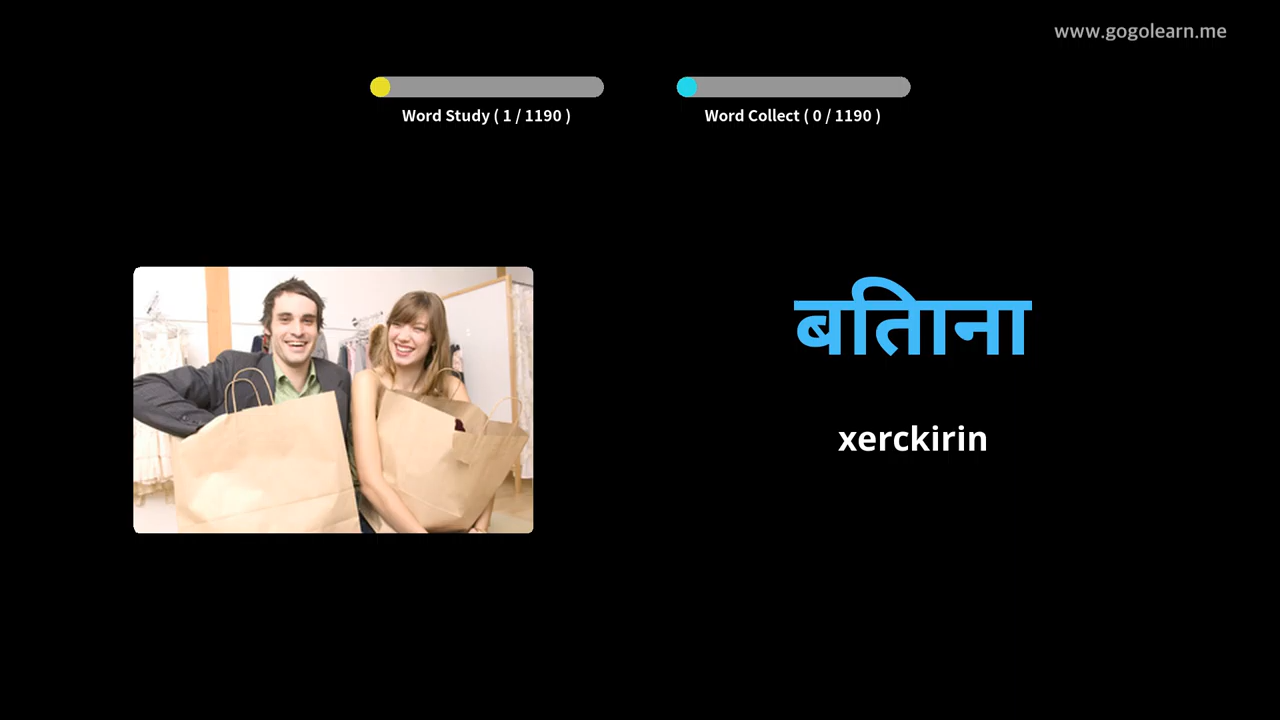 www.gogolearn.me
Word Study ( 1 / 1190 )
Word Collect ( 0 / 1190 )
बतिाना
xerckirin